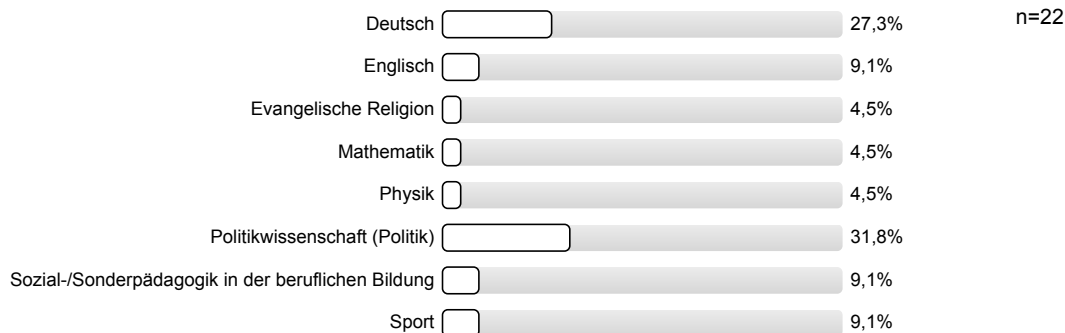 Deutsch 27,3% n=22
Englisch 9,1%
Evangelische Religion 4,5%
Mathematik 4,5%
Physik 4,5%
Politikwissenschaft (Politik) 31,8%
Sozial-/Sonderpädagogik in der beruflichen Bildung 9,1%
Sport 9,1%